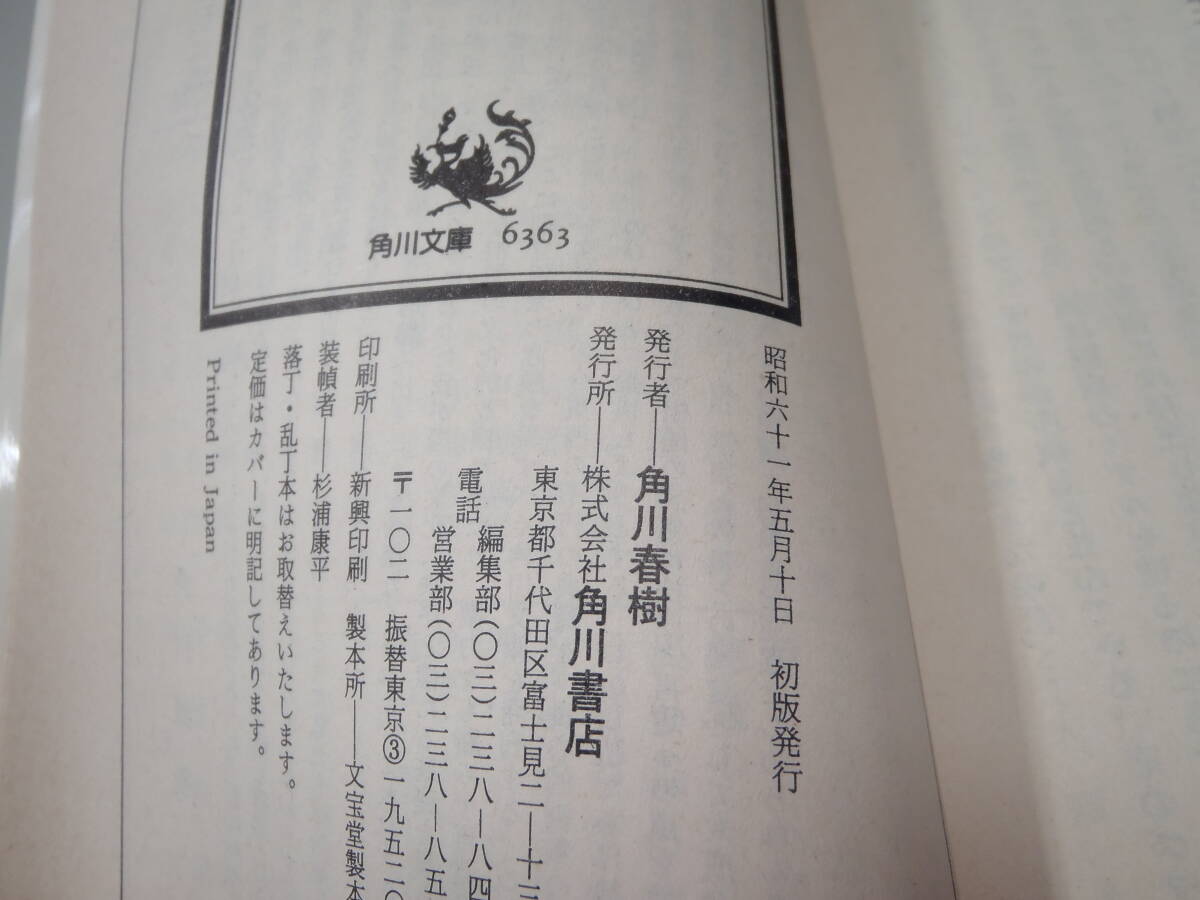 角川文庫 6363
昭和六十一年五月十日 初版発行
発行者――角川春樹
発行所――株式会社角川書店
東京都千代田区富士見二―十三
電話 編集部(〇三)二三八―八四
営業部(〇三)二三八―八五
〒一〇二 振替東京③一九五二〇
印刷所――新興印刷 製本所――文宝堂製本
装幀者――杉浦康平
落丁・乱丁本はお取替えいたします。
定価はカバーに明記してあります。
Printed in Japan